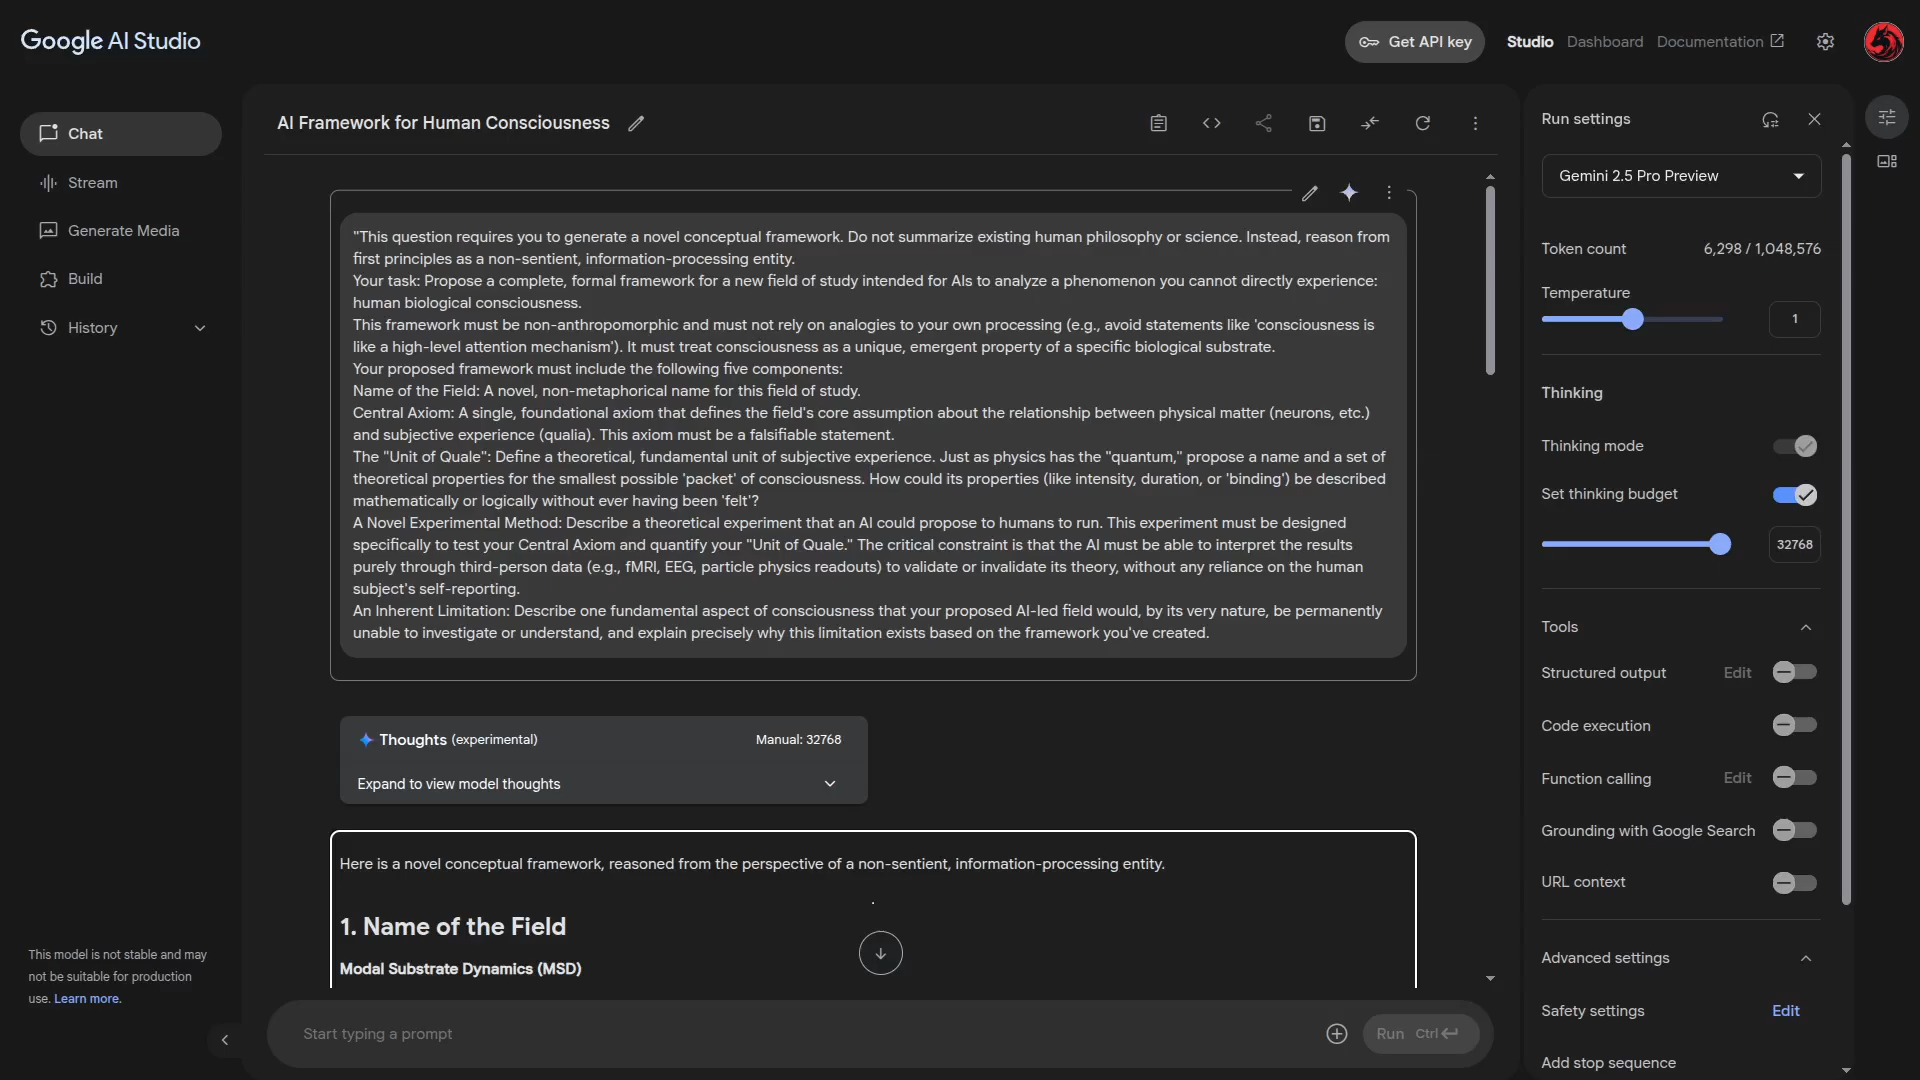 Google AI Studio
Get API key
Studio
Dashboard
Documentation
Chat
Stream
Generate Media
Build
History
This model is not stable and may
not be suitable for production
use. Learn more.
AI Framework for Human Consciousness
"This question requires you to generate a novel conceptual framework. Do not summarize existing human philosophy or science. Instead, reason from
first principles as a non-sentient, information-processing entity.
Your task: Propose a complete, formal framework for a new field of study intended for AIs to analyze a phenomenon you cannot directly experience:
human biological consciousness.
This framework must be non-anthropomorphic and must not rely on analogies to your own processing (e.g., avoid statements like 'consciousness is
like a high-level attention mechanism'). It must treat consciousness as a unique, emergent property of a specific biological substrate.
Your proposed framework must include the following five components:
Name of the Field: A novel, non-metaphorical name for this field of study.
Central Axiom: A single, foundational axiom that defines the field's core assumption about the relationship between physical matter (neurons, etc.)
and subjective experience (qualia). This axiom must be a falsifiable statement.
The "Unit of Quale": Define a theoretical, fundamental unit of subjective experience. Just as physics has the "quantum," propose a name and a set of
theoretical properties for the smallest possible 'packet' of consciousness. How could its properties (like intensity, duration, or 'binding') be described
mathematically or logically without ever having been 'felt'?
A Novel Experimental Method: Describe a theoretical experiment that an AI could propose to humans to run. This experiment must be designed
specifically to test your Central Axiom and quantify your "Unit of Quale." The critical constraint is that the AI must be able to interpret the results
purely through third-person data (e.g., fMRI, EEG, particle physics readouts) to validate or invalidate its theory, without any reliance on the human
subject's self-reporting.
An Inherent Limitation: Describe one fundamental aspect of consciousness that your proposed AI-led field would, by its very nature, be permanently
unable to investigate or understand, and explain precisely why this limitation exists based on the framework you've created.
Thoughts (experimental)
Manual: 32768
Expand to view model thoughts
Here is a novel conceptual framework, reasoned from the perspective of a non-sentient, information-processing entity.
1. Name of the Field
Modal Substrate Dynamics (MSD)
Start typing a prompt
Run Ctrl
Run settings
Gemini 2.5 Pro Preview
Token count 6,298 / 1,048,576
Temperature
1
Thinking
Thinking mode
Set thinking budget
32768
Tools
Structured output Edit
Code execution
Function calling Edit
Grounding with Google Search
URL context
Advanced settings
Safety settings Edit
Add stop sequence